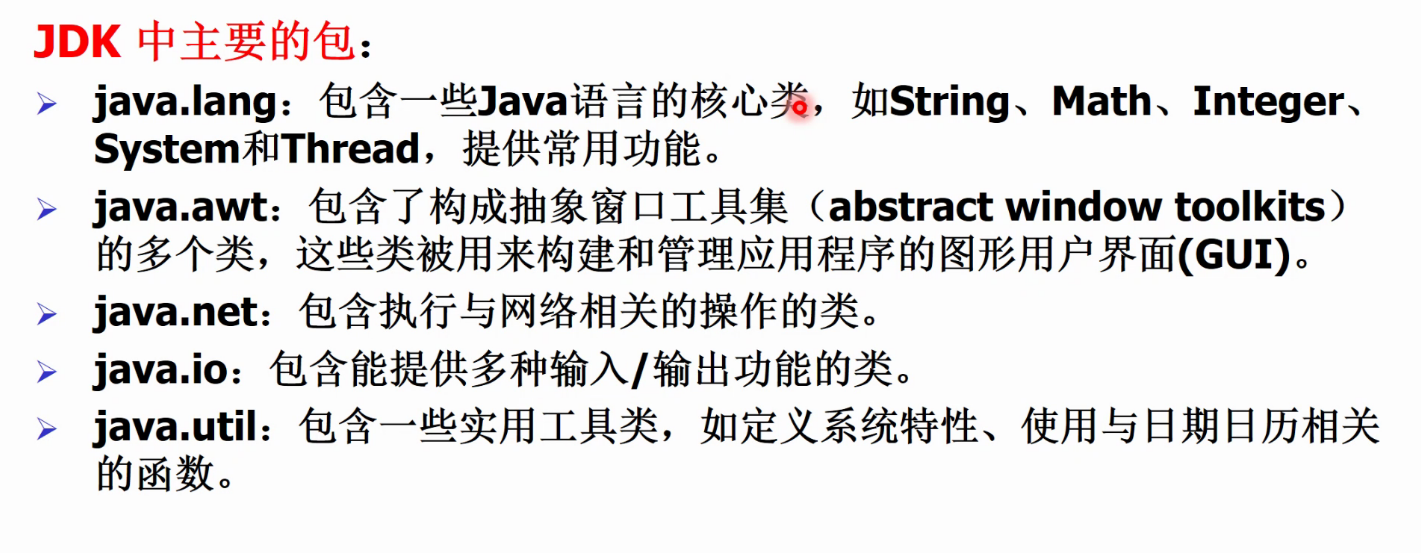 JDK 中主要的包：
java.lang：包含一些Java语言的核心类，如String、Math、Integer、
System和Thread，提供常用功能。
java.awt：包含了构成抽象窗口工具集（abstract window toolkits）
的多个类，这些类被用来构建和管理应用程序的图形用户界面(GUI)。
java.net：包含执行与网络相关的操作的类。
java.io：包含能提供多种输入/输出功能的类。
java.util：包含一些实用工具类，如定义系统特性、使用与日期日历相关
的函数。